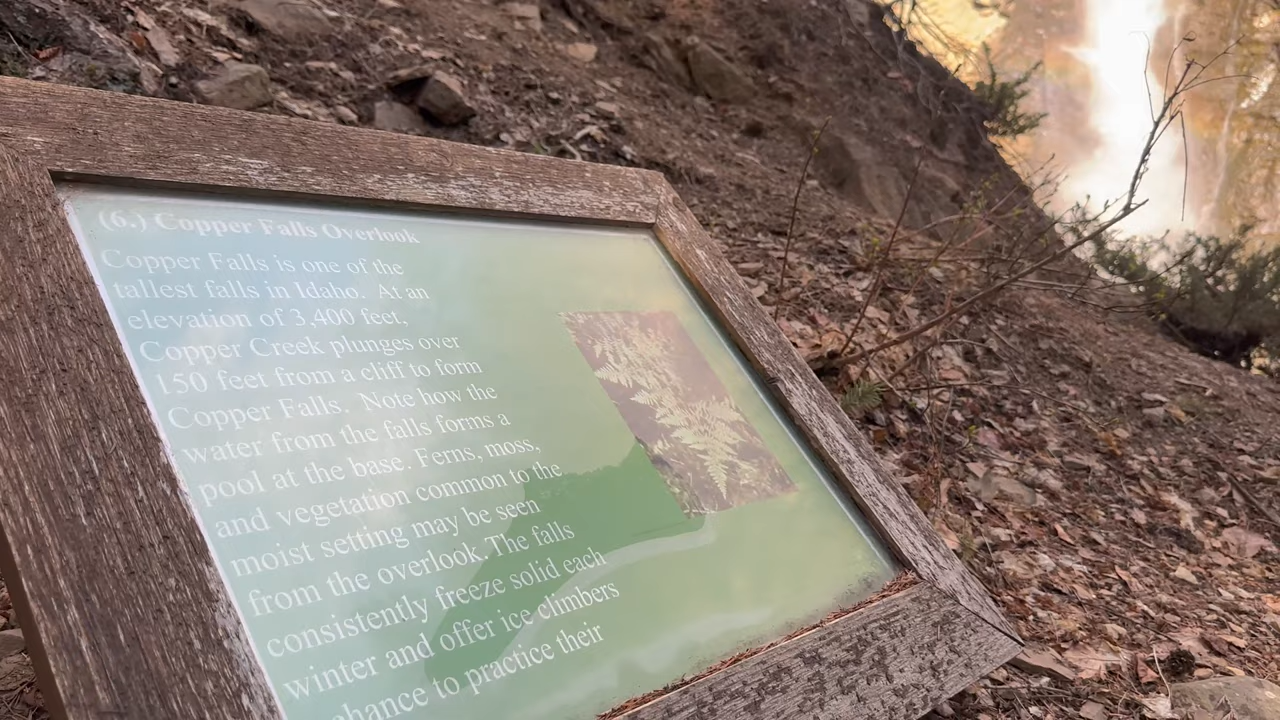 (6.) Copper Falls Overlook
Copper Falls is one of the
tallest falls in Idaho. At an
elevation of 3,400 feet,
Copper Creek plunges over
150 feet from a cliff to form
Copper Falls. Note how the
water from the falls forms a
pool at the base. Ferns, moss,
and vegetation common to the
moist setting may be seen
from the overlook. The falls
consistently freeze solid each
winter and offer ice climbers
chance to practice their